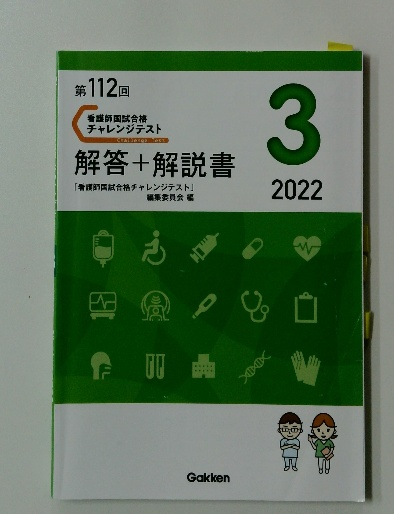 第112回
看護師国試合格
チャレンジテスト
Challenge Test
解答+解説書
「看護師国試合格チャレンジテスト」
編集委員会 編
3
2022
Gakken